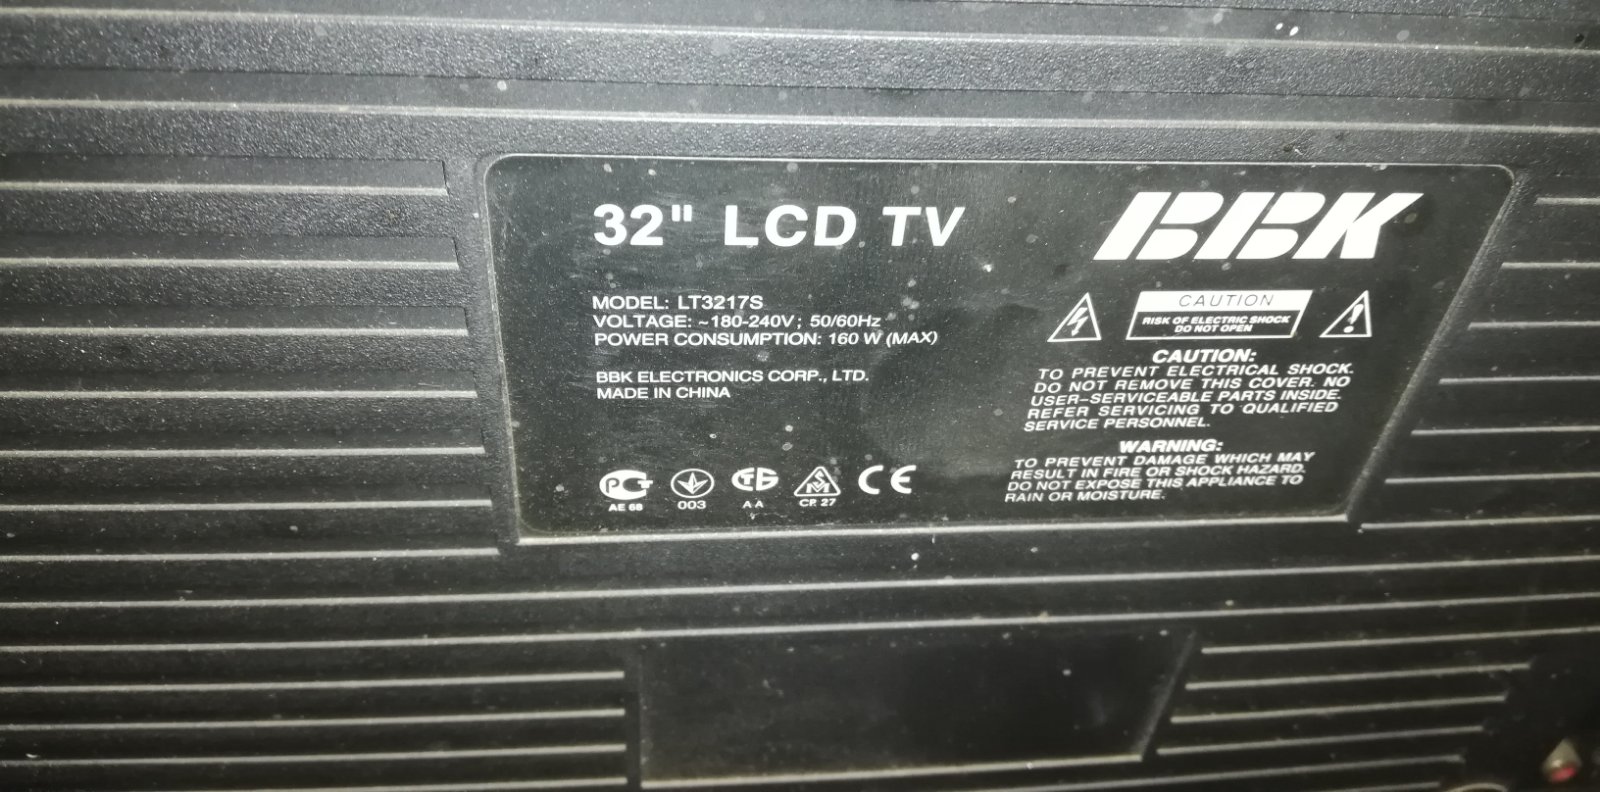 32" LCD TV
BBK
MODEL: LT3217S
VOLTAGE: ~180-240V; 50/60Hz
POWER CONSUMPTION: 160 W (MAX)
BBK ELECTRONICS CORP., LTD.
MADE IN CHINA
CAUTION
RISK OF ELECTRIC SHOCK
DO NOT OPEN
CAUTION:
TO PREVENT ELECTRICAL SHOCK.
DO NOT REMOVE THIS COVER. NO
USER-SERVICEABLE PARTS INSIDE.
REFER SERVICING TO QUALIFIED
SERVICE PERSONNEL.
WARNING:
TO PREVENT DAMAGE WHICH MAY
RESULT IN FIRE OR SHOCK HAZARD.
DO NOT EXPOSE THIS APPLIANCE TO
RAIN OR MOISTURE.
AE 68
003
AA
CP. 27
CE